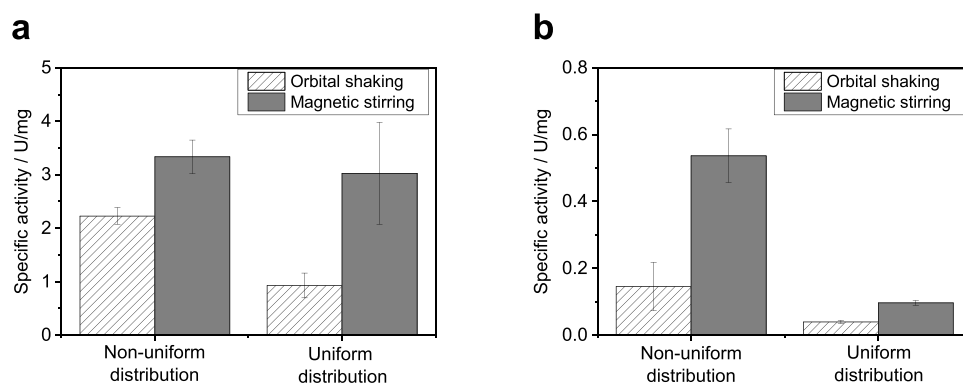 a
Specific activity / U/mg
5
4
3
2
1
0
Orbital shaking
Magnetic stirring
Non-uniform
distribution
Uniform
distribution
b
Specific activity / U/mg
0.8
0.6
0.4
0.2
0.0
Orbital shaking
Magnetic stirring
Non-uniform
distribution
Uniform
distribution